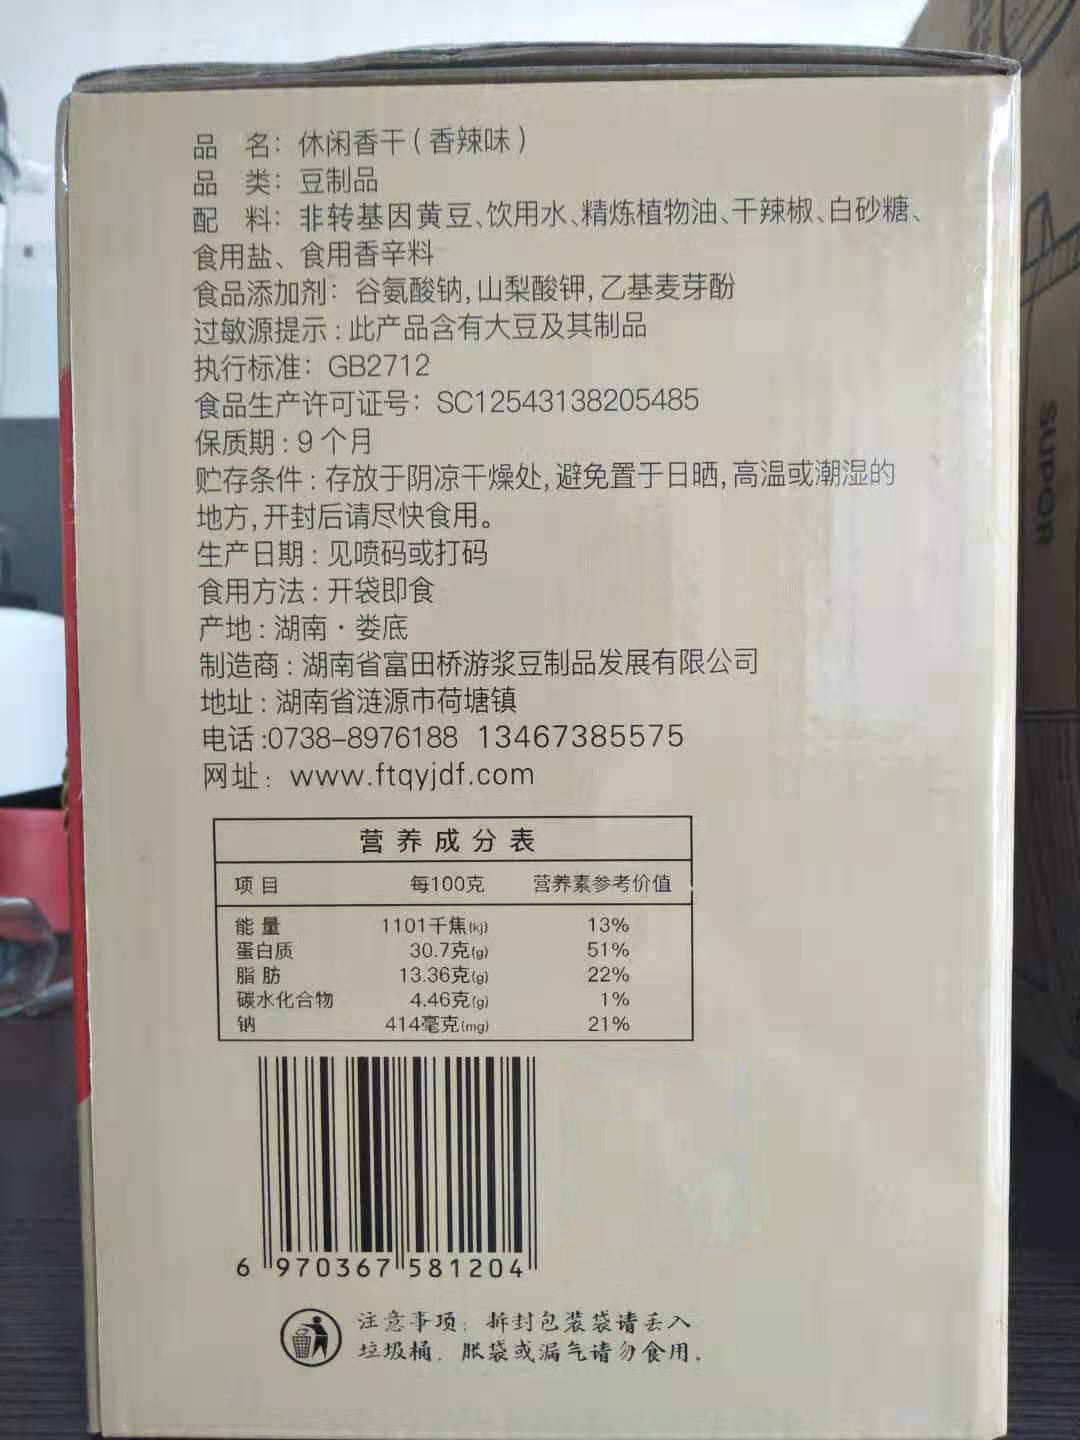 品 名：休闲香干（香辣味）
品 类：豆制品
配 料：非转基因黄豆、饮用水、精炼植物油、干辣椒、白砂糖、
食用盐、食用香辛料
食品添加剂：谷氨酸钠,山梨酸钾,乙基麦芽酚
过敏源提示：此产品含有大豆及其制品
执行标准：GB2712
食品生产许可证号：SC12543138205485
保质期：9个月
贮存条件：存放于阴凉干燥处,避免置于日晒,高温或潮湿的
地方,开封后请尽快食用。
生产日期：见喷码或打码
食用方法：开袋即食
产地：湖南·娄底
制造商：湖南省富田桥游浆豆制品发展有限公司
地址：湖南省涟源市荷塘镇
电话:0738-8976188 13467385575
网址：www.ftqyjdf.com
营养成分表
项目 每100克 营养素参考价值
能量 1101千焦(kj) 13%
蛋白质 30.7克(g) 51%
脂肪 13.36克(g) 22%
碳水化合物 4.46克(g) 1%
钠 414毫克(mg) 21%
6 970367 581204
注意事项：拆封包装袋请丢入
垃圾桶．胀袋或漏气请勿食用。
SUPOR